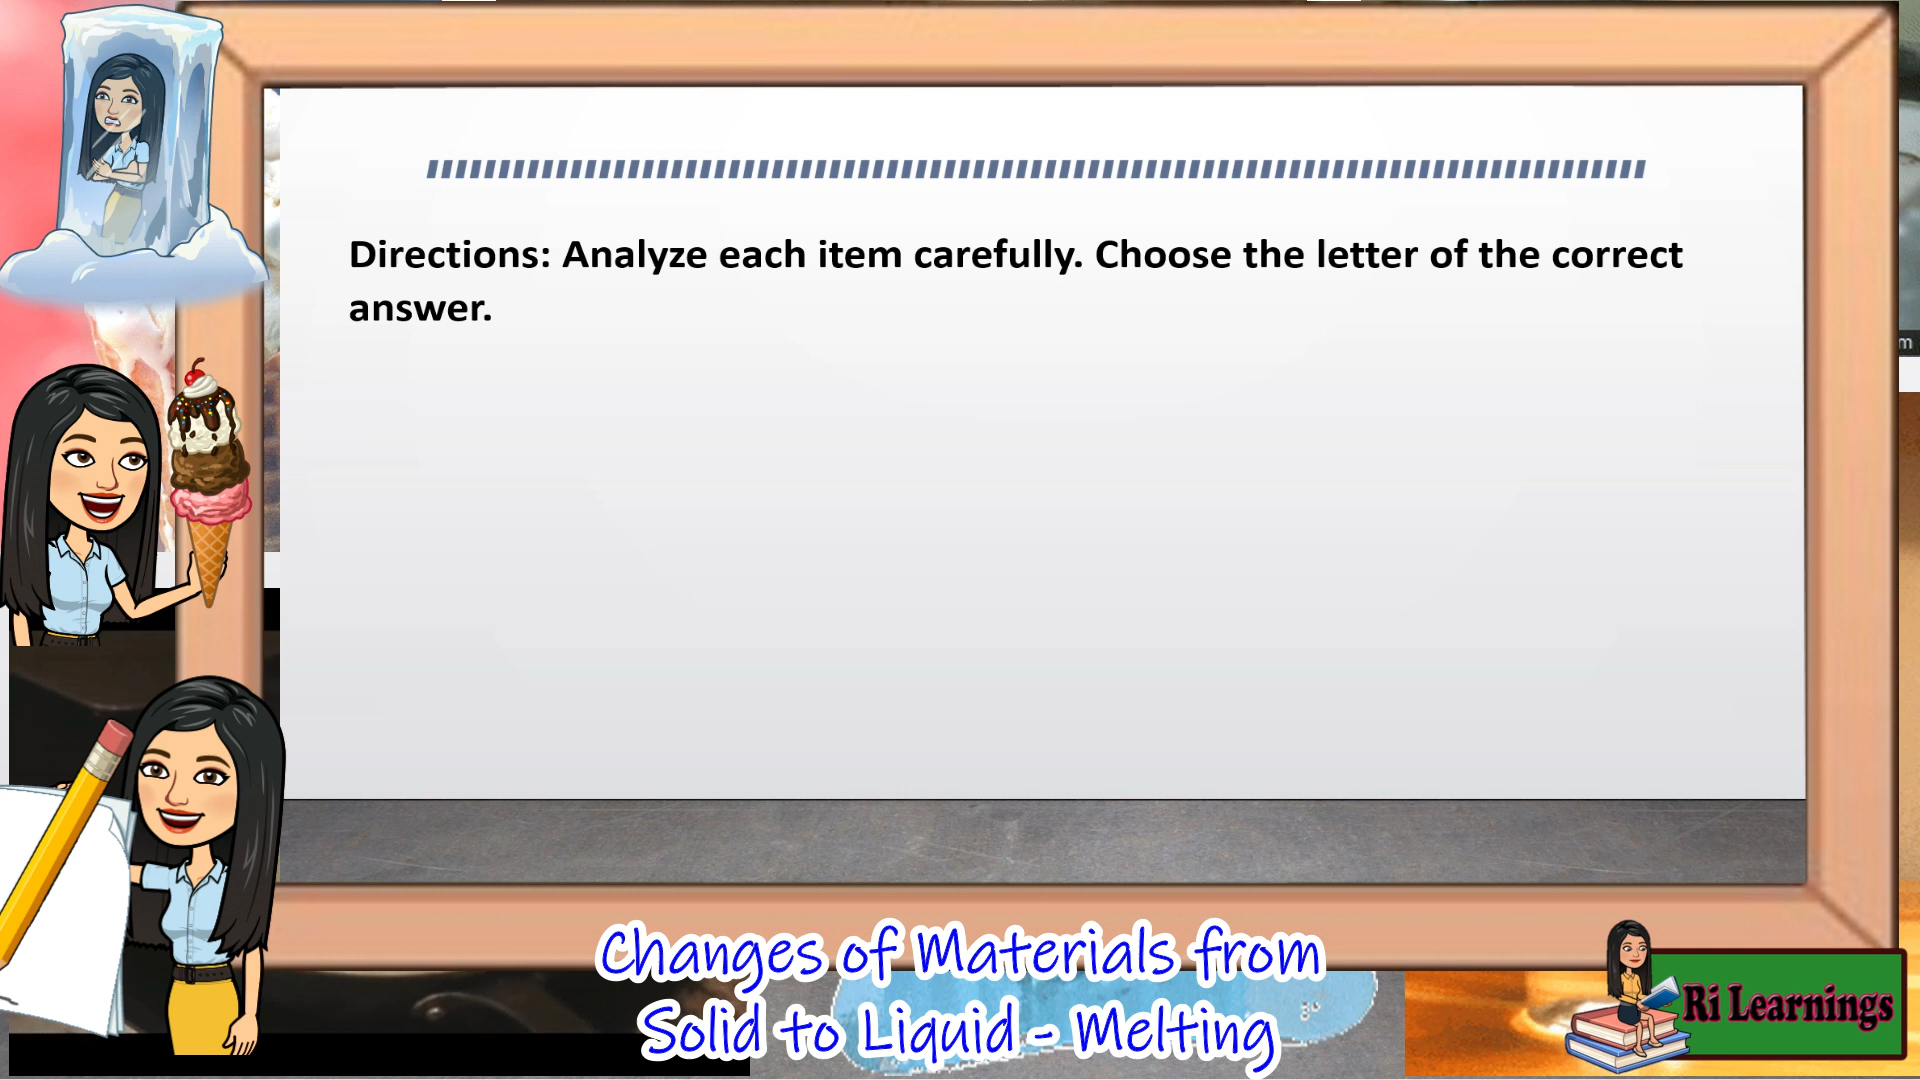 Directions: Analyze each item carefully. Choose the letter of the correct
answer.
m
Changes of Materials from
Solid to Liquid - Melting
Ri Learnings